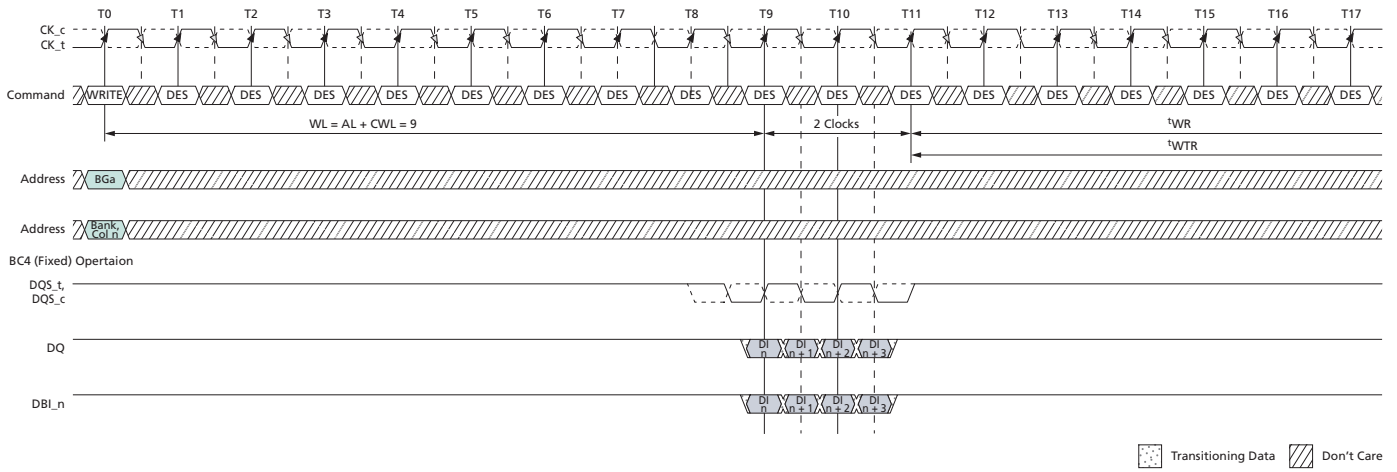 T0 T1 T2 T3 T4 T5 T6 T7 T8 T9 T10 T11 T12 T13 T14 T15 T16 T17
CK_c
CK_t
Command WRITE DES DES DES DES DES DES DES DES DES DES DES DES DES DES DES DES DES
WL = AL + CWL = 9 2 Clocks tWR
tWTR
Address BGa
Address Bank, Col n
BC4 (Fixed) Opertaion
DQS_t,
DQS_c
DQ DI n DI n + 1 DI n + 2 DI n + 3
DBI_n DI n DI n + 1 DI n + 2 DI n + 3
Transitioning Data Don't Care